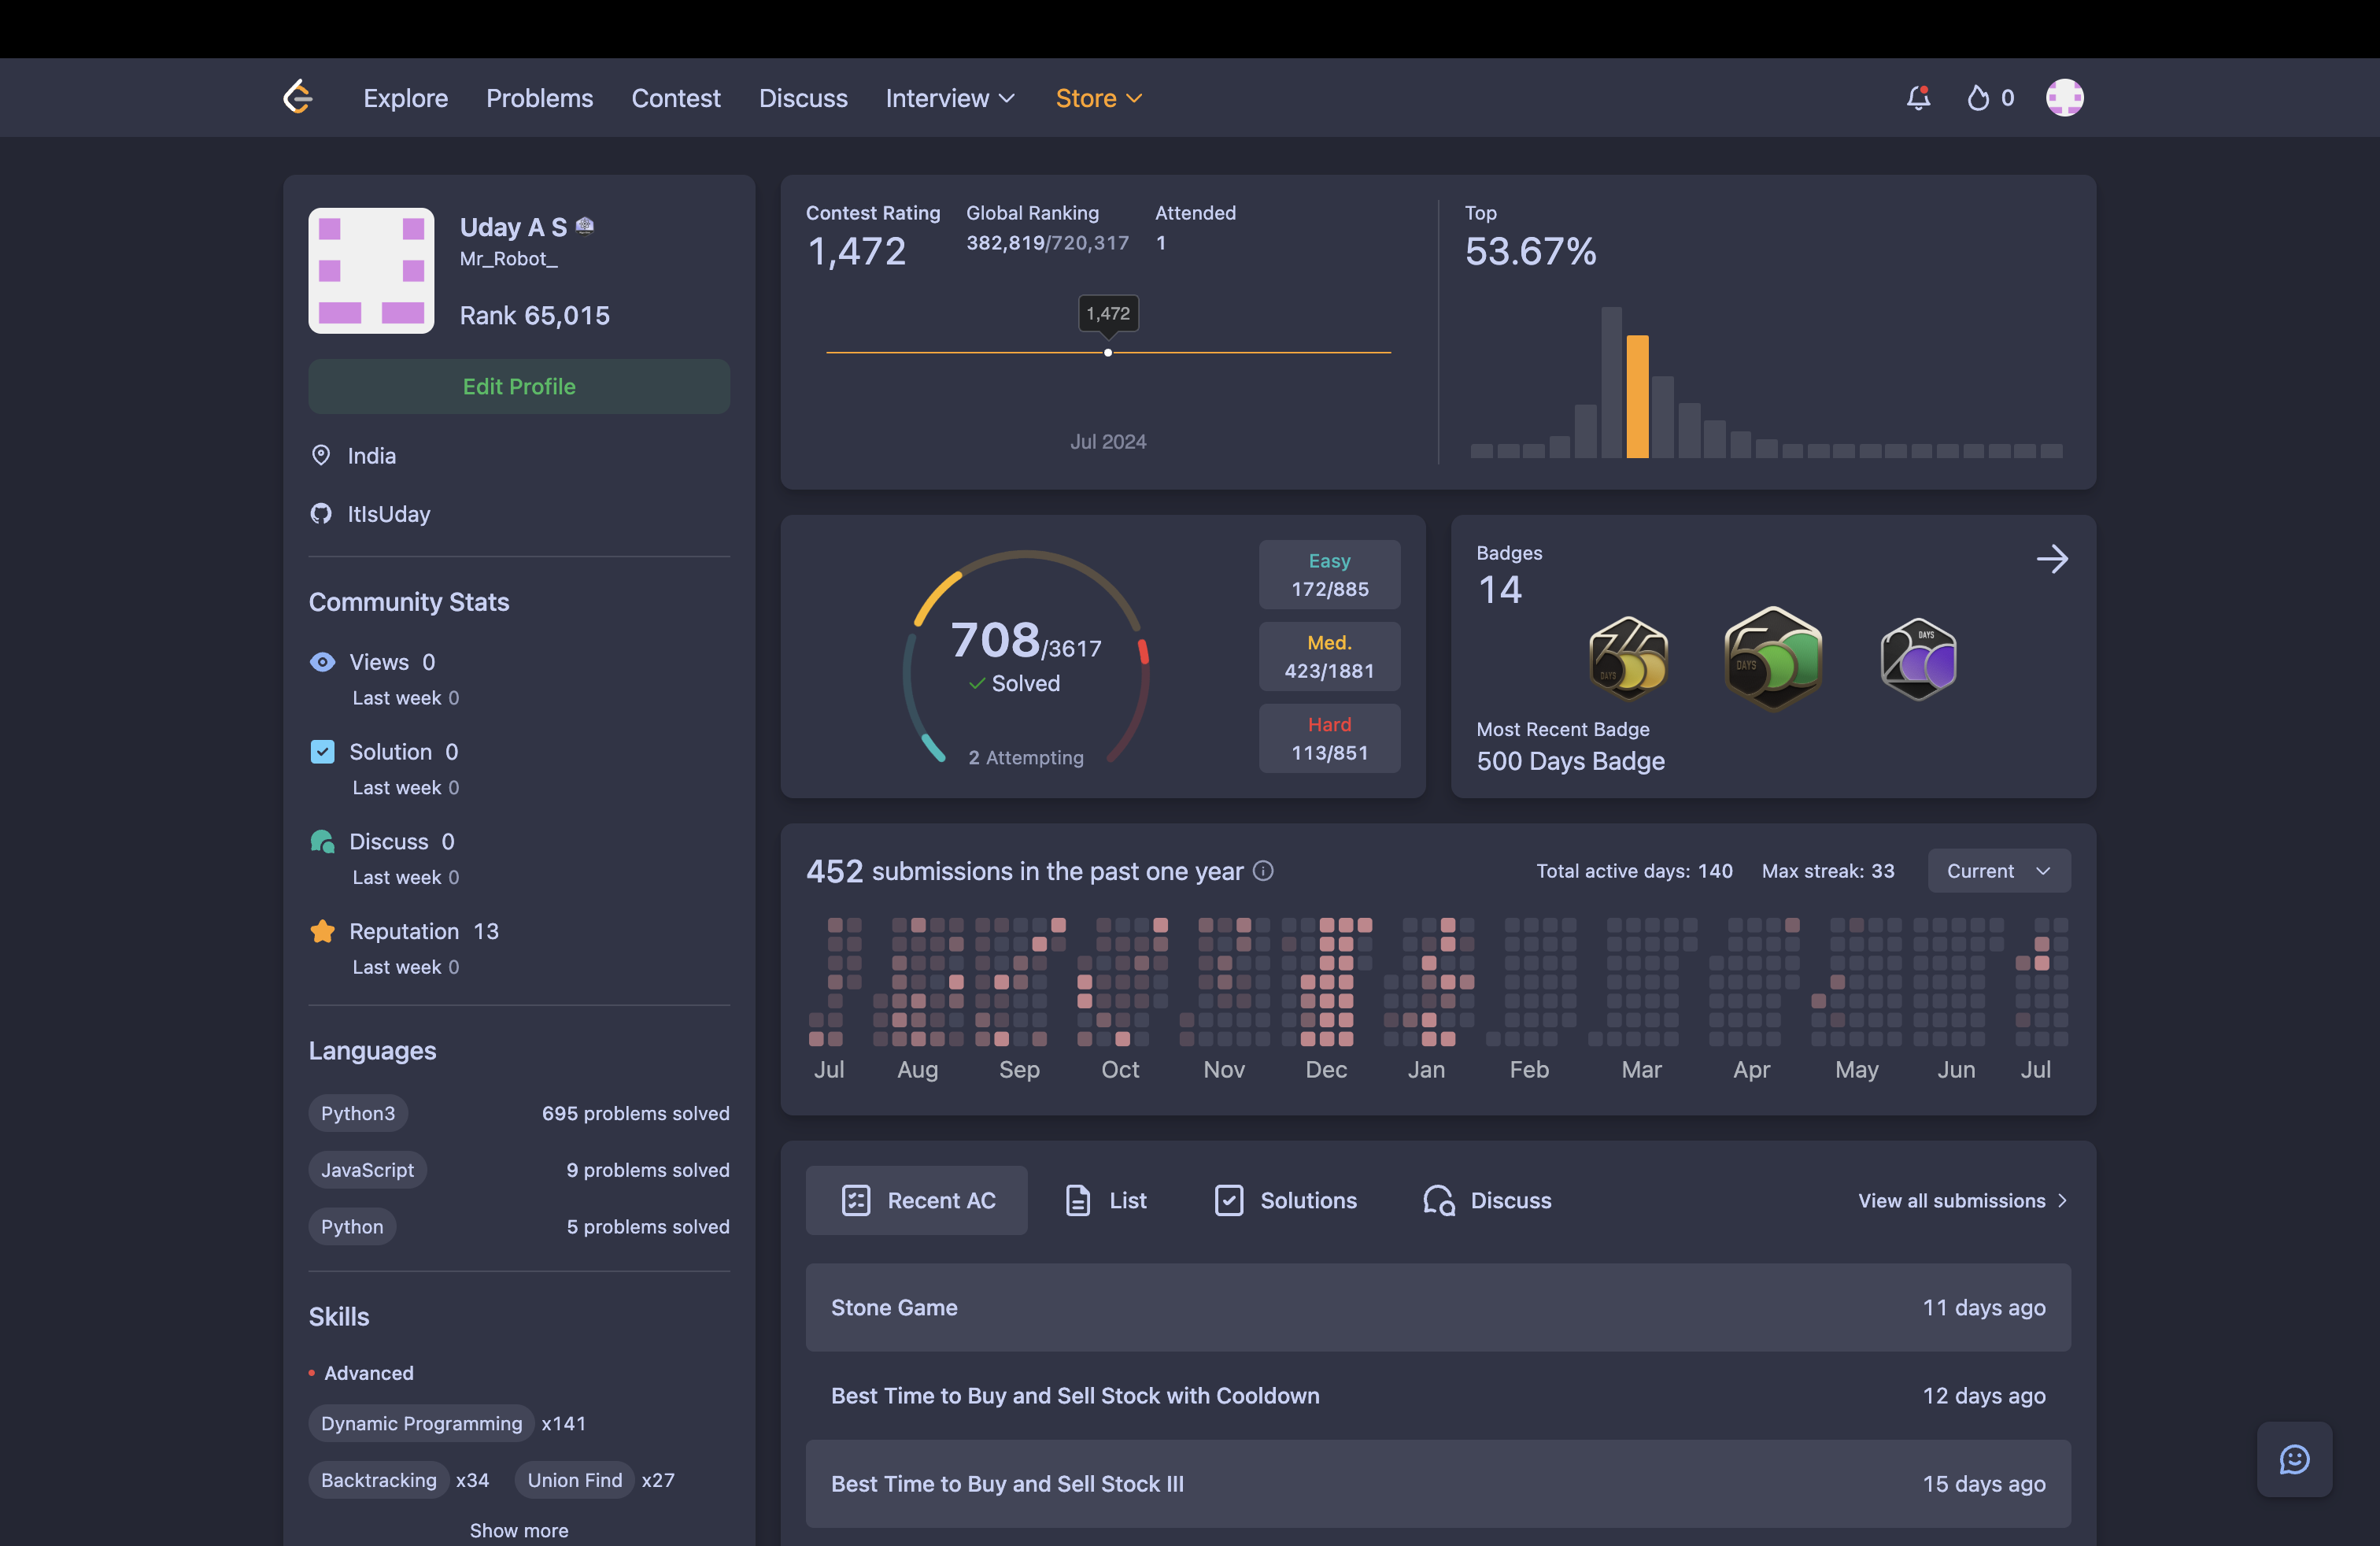 Explore Problems Contest Discuss Interview Store 0
Uday A S
Mr_Robot_
Rank 65,015
Edit Profile
India
ItIsUday
Community Stats
Views 0
Last week 0
Solution 0
Last week 0
Discuss 0
Last week 0
Reputation 13
Last week 0
Languages
Python3 695 problems solved
JavaScript 9 problems solved
Python 5 problems solved
Skills
Advanced
Dynamic Programming x141
Backtracking x34 Union Find x27
Show more
Contest Rating Global Ranking Attended
1,472 382,819/720,317 1
1,472
Jul 2024
Top
53.67%
708/3617
Solved
2 Attempting
Easy
172/885
Med.
423/1881
Hard
113/851
Badges
14
36 DAYS
5 DAYS
2 DAYS
Most Recent Badge
500 Days Badge
452 submissions in the past one year Total active days: 140 Max streak: 33 Current
Jul Aug Sep Oct Nov Dec Jan Feb Mar Apr May Jun Jul
Recent AC List Solutions Discuss View all submissions
Stone Game 11 days ago
Best Time to Buy and Sell Stock with Cooldown 12 days ago
Best Time to Buy and Sell Stock III 15 days ago